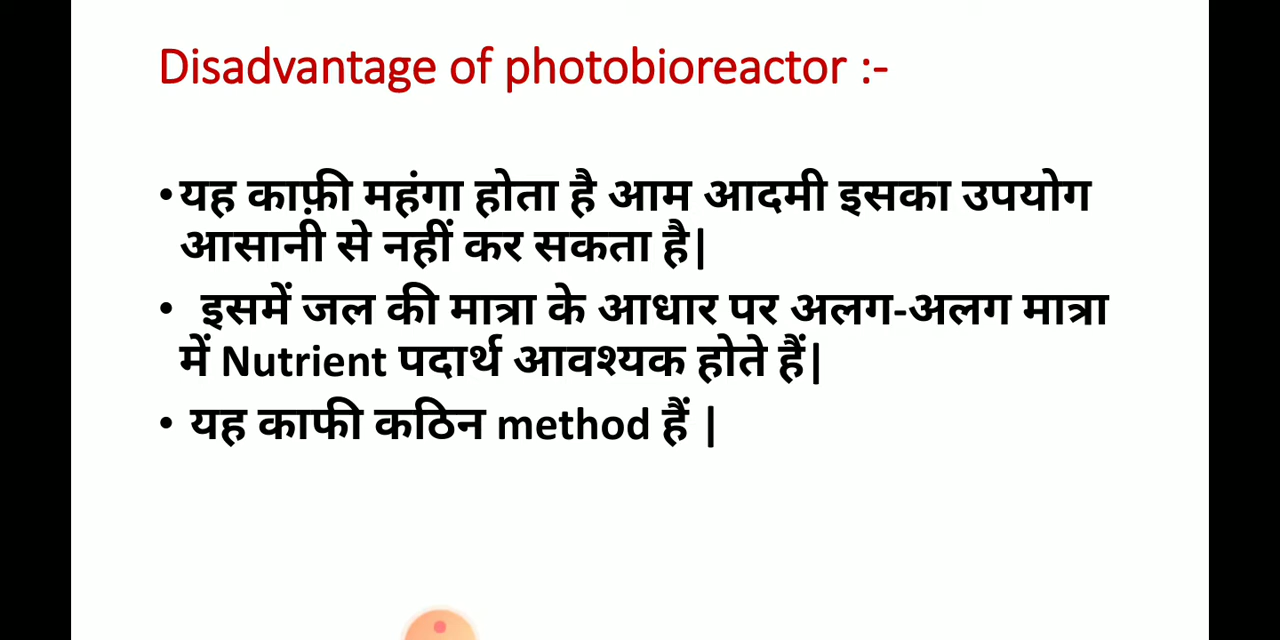 Disadvantage of photobioreactor :-
•यह काफ़ी महंगा होता है आम आदमी इसका उपयोग
आसानी से नहीं कर सकता है|
• इसमें जल की मात्रा के आधार पर अलग-अलग मात्रा
में Nutrient पदार्थ आवश्यक होते हैं|
• यह काफी कठिन method हैं |